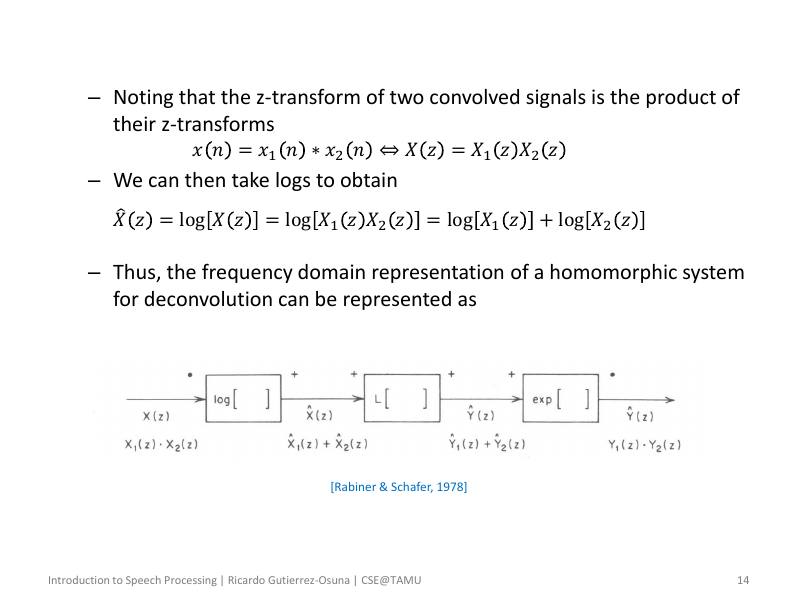 – Noting that the z-transform of two convolved signals is the product of
their z-transforms
x(n) = x₁(n) ∗ x₂(n) ⇔ X(z) = X₁(z)X₂(z)
– We can then take logs to obtain
X̂(z) = log[X(z)] = log[X₁(z)X₂(z)] = log[X₁(z)] + log[X₂(z)]
– Thus, the frequency domain representation of a homomorphic system
for deconvolution can be represented as
• + + + + •
log[ ] L[ ] exp[ ]
X(z) X̂(z) Ŷ(z) Ŷ(z)
X₁(z)·X₂(z) X̂₁(z) + X̂₂(z) Ŷ₁(z) + Ŷ₂(z) Y₁(z)·Y₂(z)
[Rabiner & Schafer, 1978]
Introduction to Speech Processing | Ricardo Gutierrez-Osuna | CSE@TAMU 14